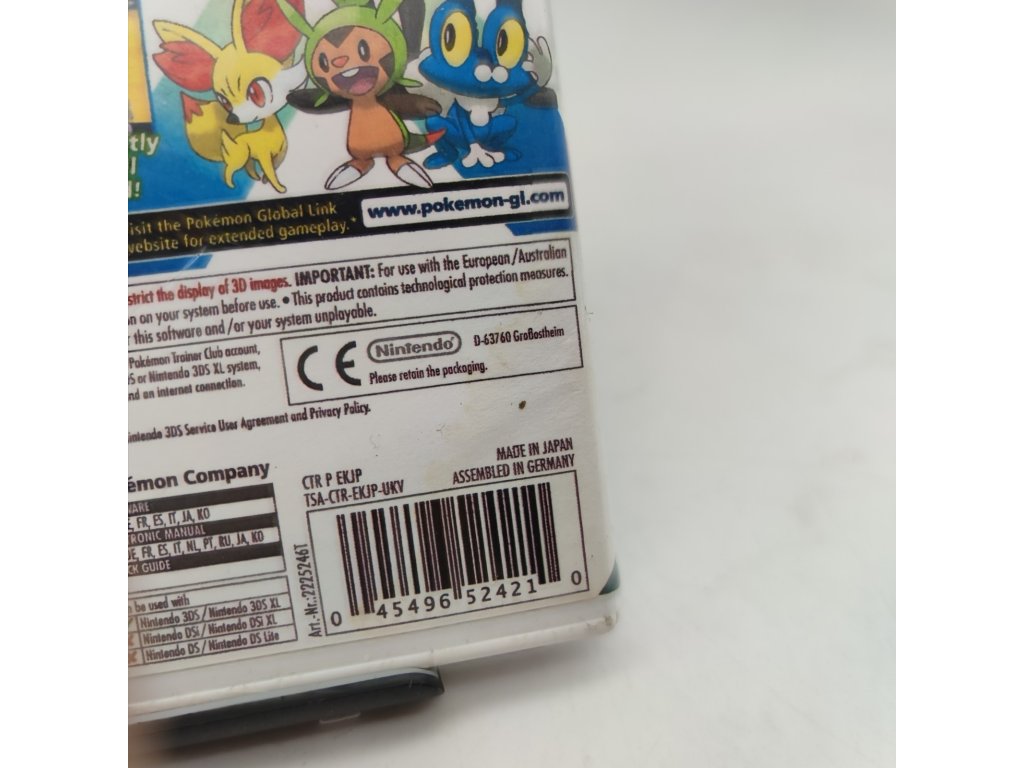 tly
!
isit the Pokémon Global Link
website for extended gameplay.*
www.pokemon-gl.com
strict the display of 3D images. IMPORTANT: For use with the European/Australian
n on your system before use. • This product contains technological protection measures.
this software and/or your system unplayable.
Pokémon Trainer Club account,
S or Nintendo 3DS XL system,
nd an internet connection.
CE Nintendo D-63760 Großostheim
Please retain the packaging.
intendo 3DS Service User Agreement and Privacy Policy.
émon Company
WARE
E, FR, ES, IT, JA, KO
TRONIC MANUAL
DE, FR, ES, IT, NL, PT, RU, JA, KO
CK GUIDE
n be used with
Nintendo 3DS / Nintendo 3DS XL
Nintendo DSi / Nintendo DSi XL
Nintendo DS / Nintendo DS Lite
CTR P EKJP
TSA-CTR-EKJP-UKV
MADE IN JAPAN
ASSEMBLED IN GERMANY
Art.-Nr.:2225246T
0 45496 52421 0